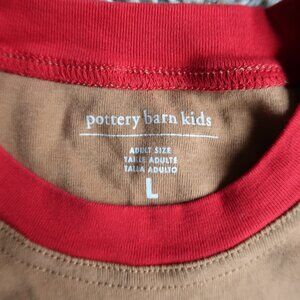 pottery barn kids
ADULT SIZE
TAILLE ADULTE
TALLA ADULTO
L